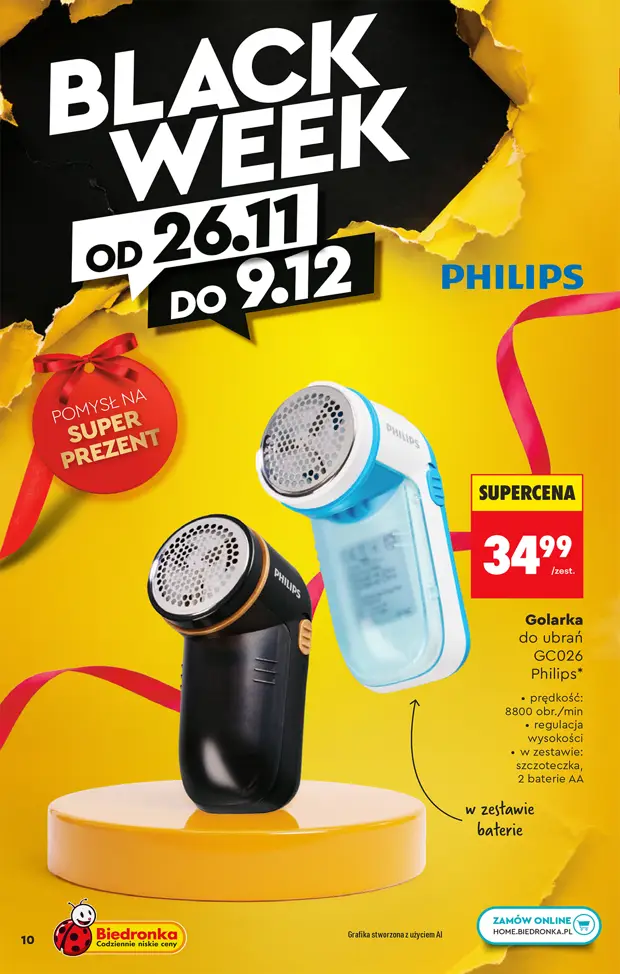 BLACK
WEEK
OD 26.11
DO 9.12
PHILIPS
POMYSŁ NA
SUPER
PREZENT
PHILIPS
SUPERCENA
34 99
/zest.
PHILIPS
Golarka
do ubrań
GC026
Philips*
• prędkość:
8800 obr./min
• regulacja
wysokości
• w zestawie:
szczoteczka,
2 baterie AA
w zestawie
baterie
10
Biedronka
Codziennie niskie ceny
Grafika stworzona z użyciem AI
ZAMÓW ONLINE
HOME.BIEDRONKA.PL